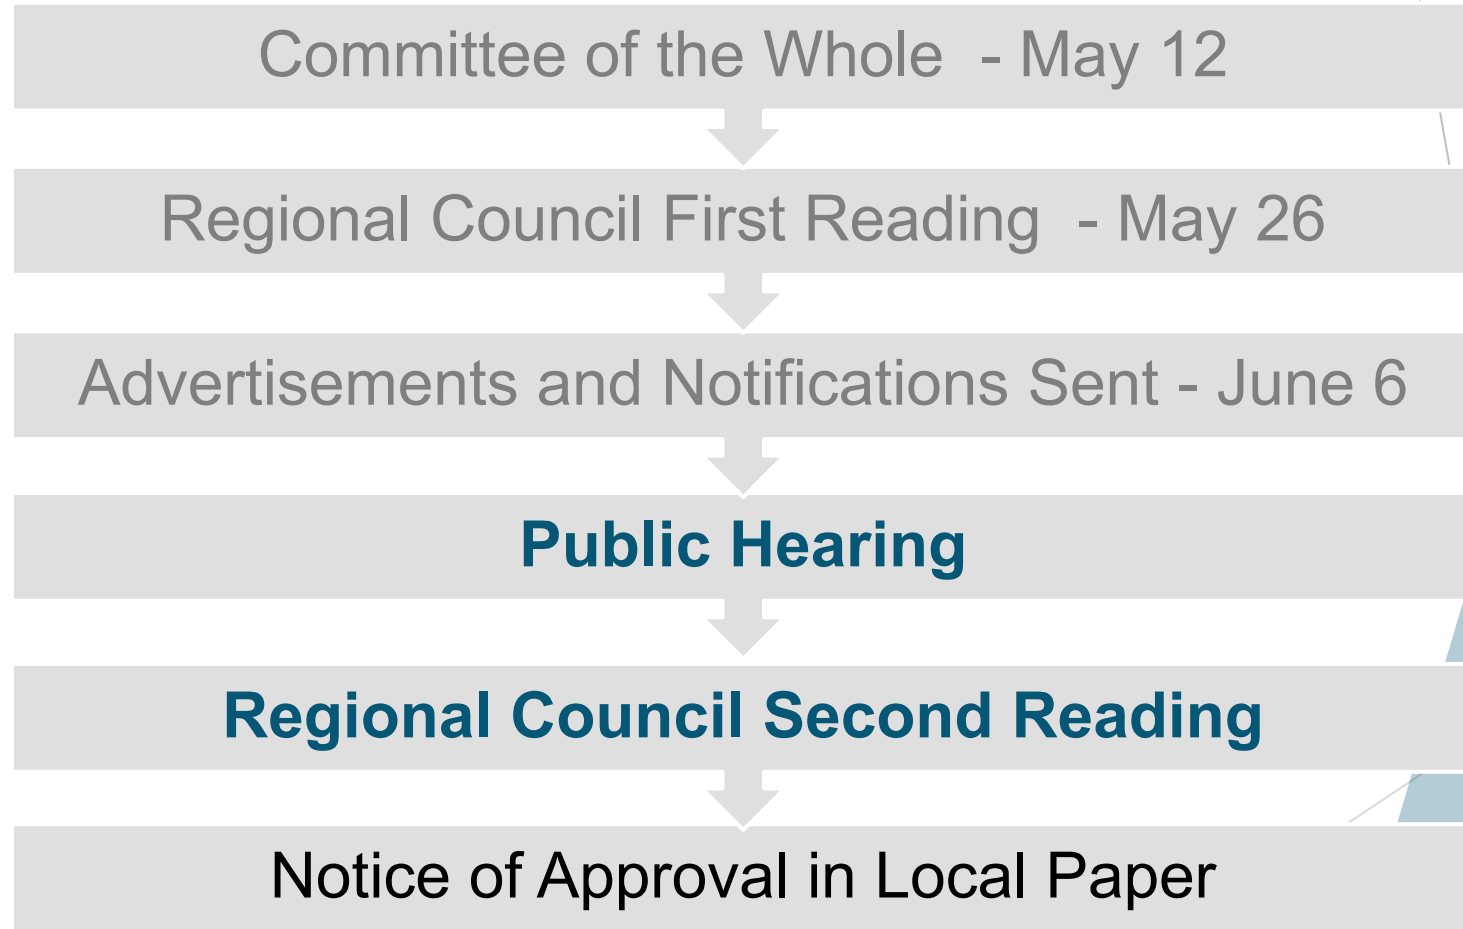 Committee of the Whole  - May 12
Regional Council First Reading  - May 26
Advertisements and Notifications Sent - June 6
Public Hearing
Regional Council Second Reading
Notice of Approval in Local Paper